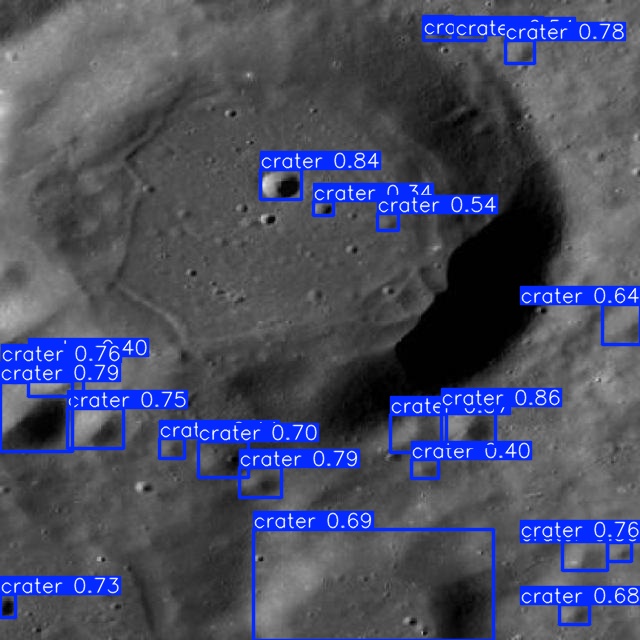 crater 0.78
crater 0.84
crater 0.54
crater 0.64
crater 0.76
crater 0.79
crater 0.75
crater 0.86
crater 0.70
crater 0.40
crater 0.79
crater 0.69
crater 0.76
crater 0.73
crater 0.68